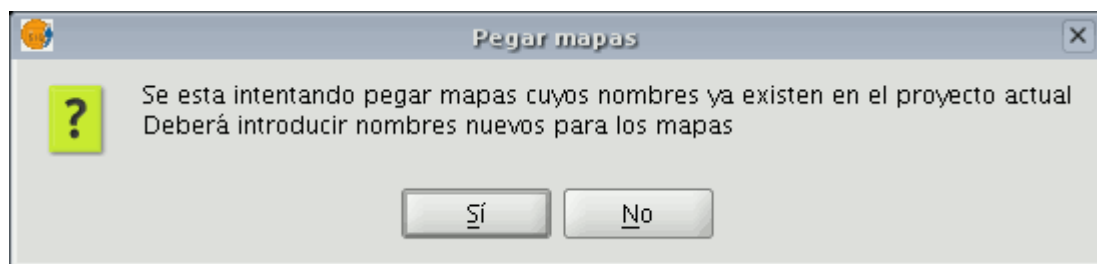 Pegar mapas
Se esta intentando pegar mapas cuyos nombres ya existen en el proyecto actual
Deberá introducir nombres nuevos para los mapas
Sí
No